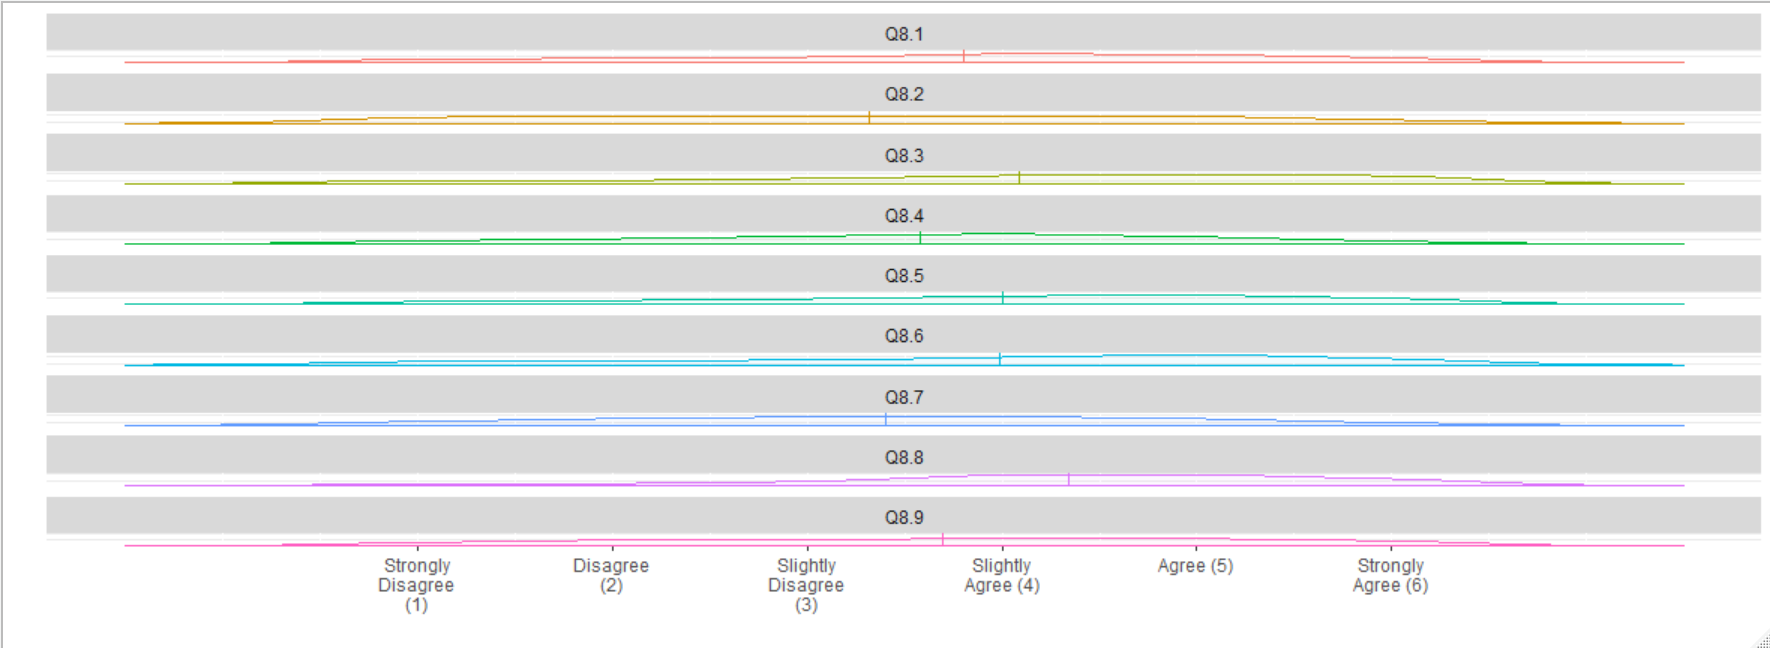 Q8.1
Q8.2
Q8.3
Q8.4
Q8.5
Q8.6
Q8.7
Q8.8
Q8.9
Strongly
Disagree
(1)
Disagree
(2)
Slightly
Disagree
(3)
Slightly
Agree (4)
Agree (5)
Strongly
Agree (6)